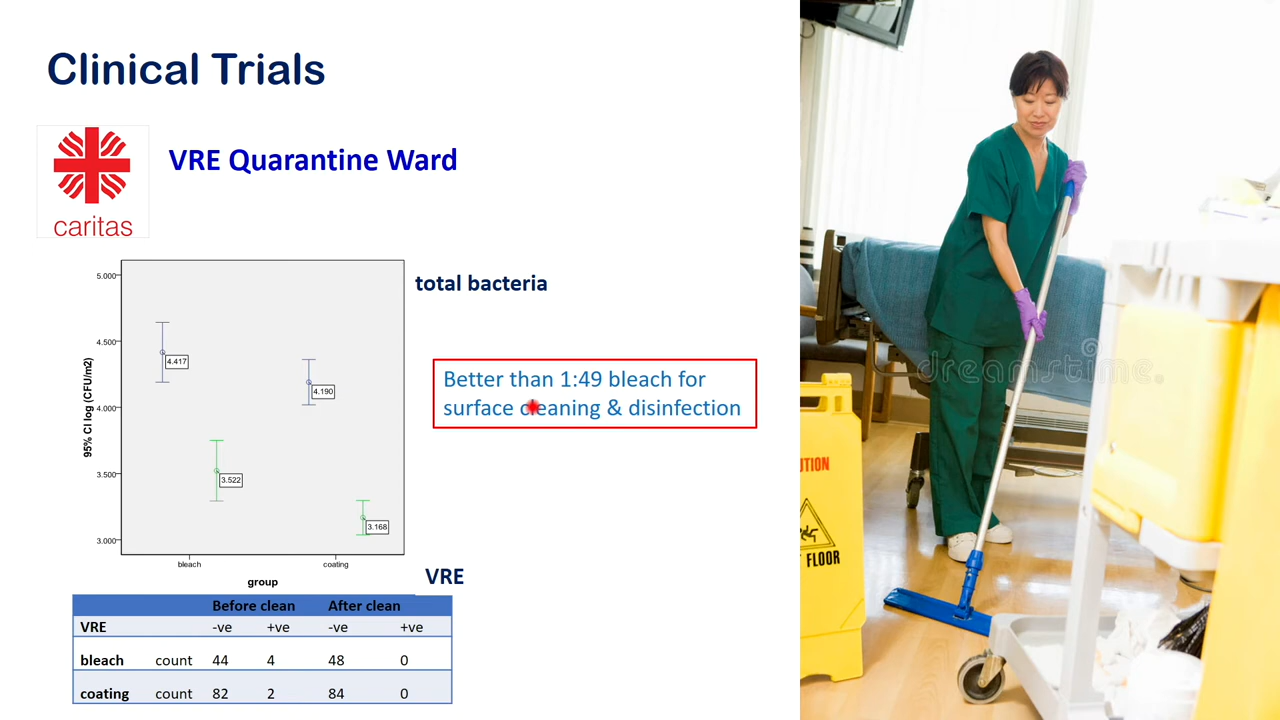 Clinical Trials
caritas
VRE Quarantine Ward
total bacteria
5.000
4.500
4.000
3.500
3.000
95% CI log (CFU/m2)
4.417
4.190
3.522
3.168
bleach coating
group
Better than 1:49 bleach for
surface cleaning & disinfection
VRE
Before clean After clean
VRE -ve +ve -ve +ve
bleach count 44 4 48 0
coating count 82 2 84 0
dreamstime.
UTION
FLOOR